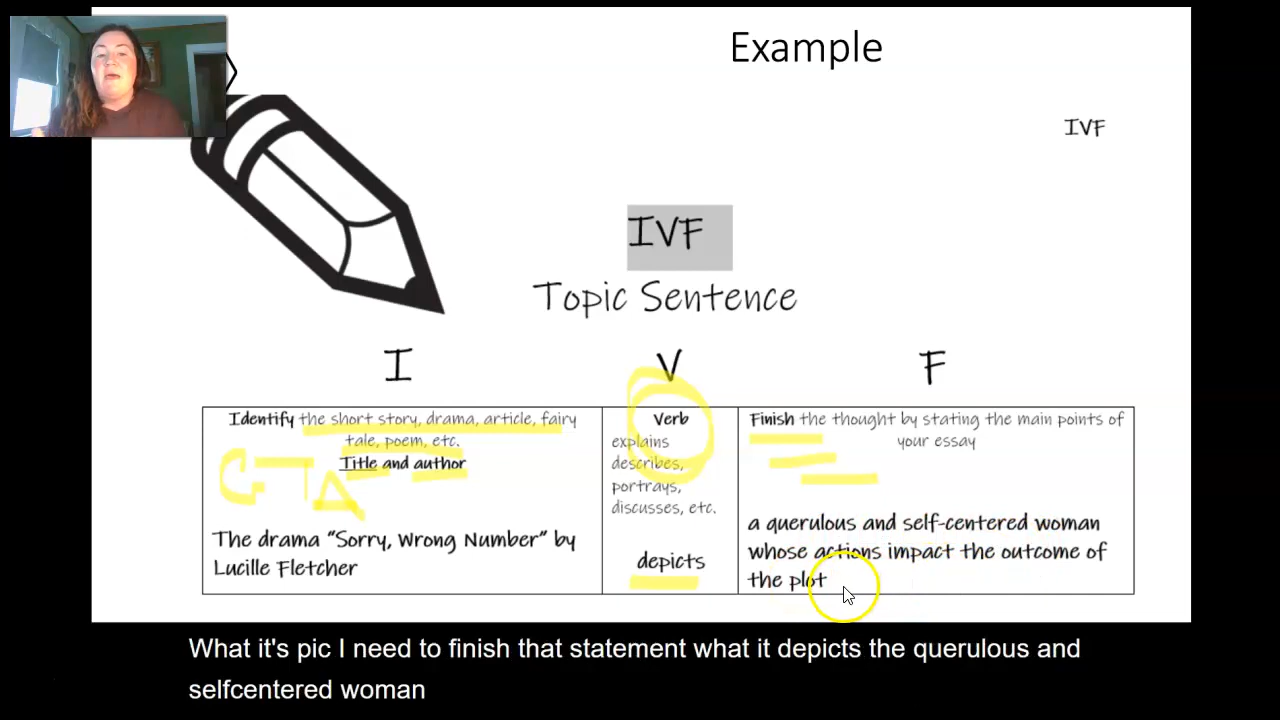 Example
IVF
IVF
Topic Sentence
I
V
F
Identify the short story, drama, article, fairy
tale, poem, etc.
Title and author
GTA
The drama “Sorry, Wrong Number” by
Lucille Fletcher
Verb
explains
describes,
portrays,
discusses, etc.
depicts
Finish the thought by stating the main points of
your essay
a querulous and self-centered woman
whose actions impact the outcome of
the plot
What it's pic I need to finish that statement what it depicts the querulous and
selfcentered woman